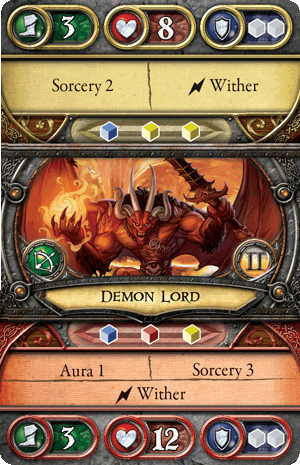 3 8
Sorcery 2 Wither
DEMON LORD
II
Aura 1 Sorcery 3
Wither
3 12